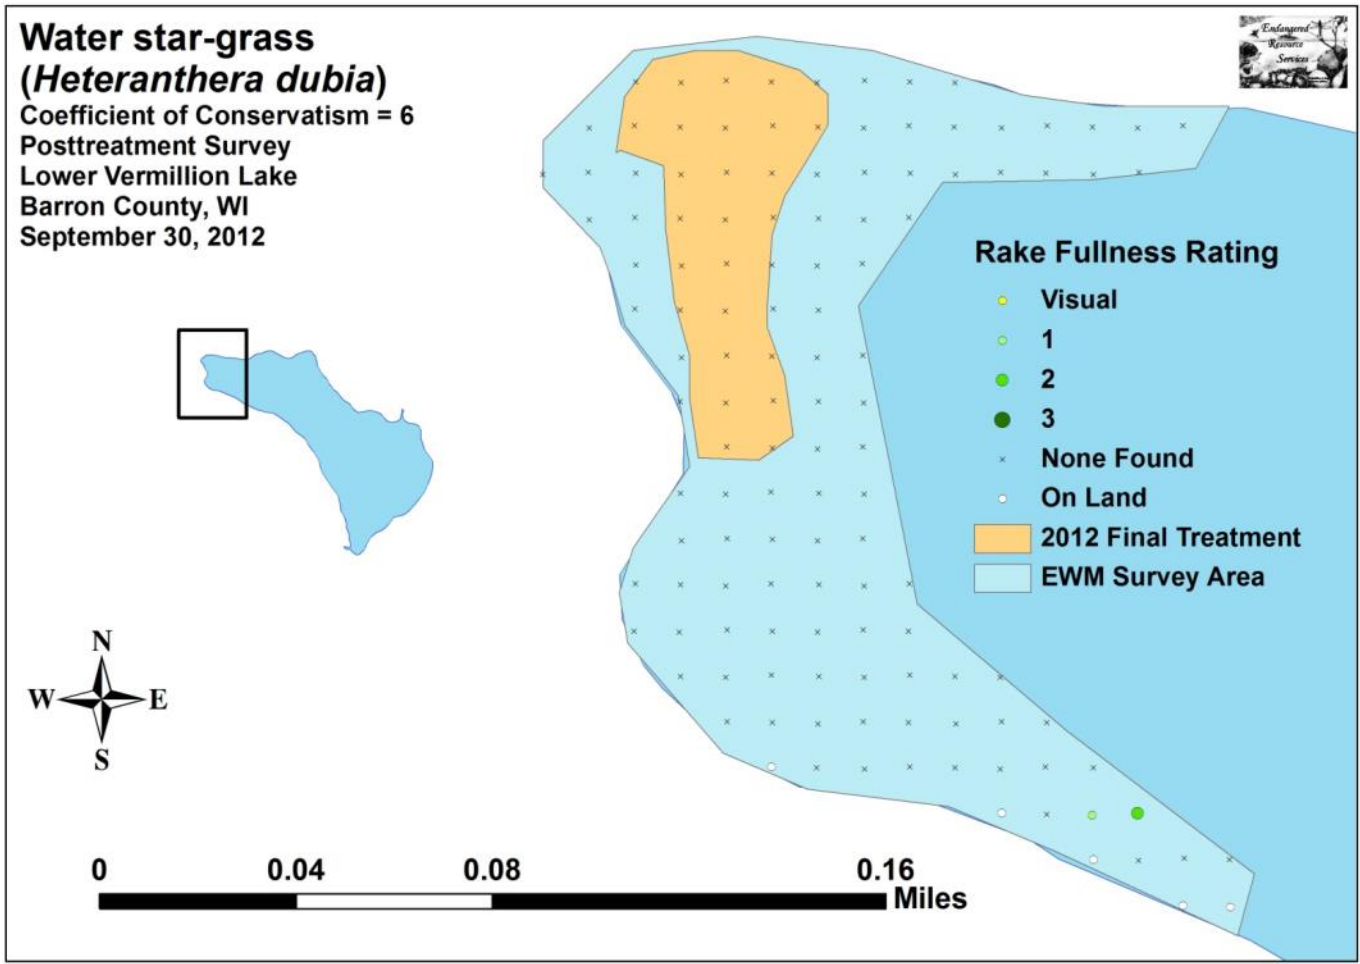 Water star-grass
(Heteranthera dubia)
Coefficient of Conservatism = 6
Posttreatment Survey
Lower Vermillion Lake
Barron County, WI
September 30, 2012
Endangered
Resource
Services
Rake Fullness Rating
Visual
1
2
3
None Found
On Land
2012 Final Treatment
EWM Survey Area
N
W E
S
0 0.04 0.08 0.16
Miles